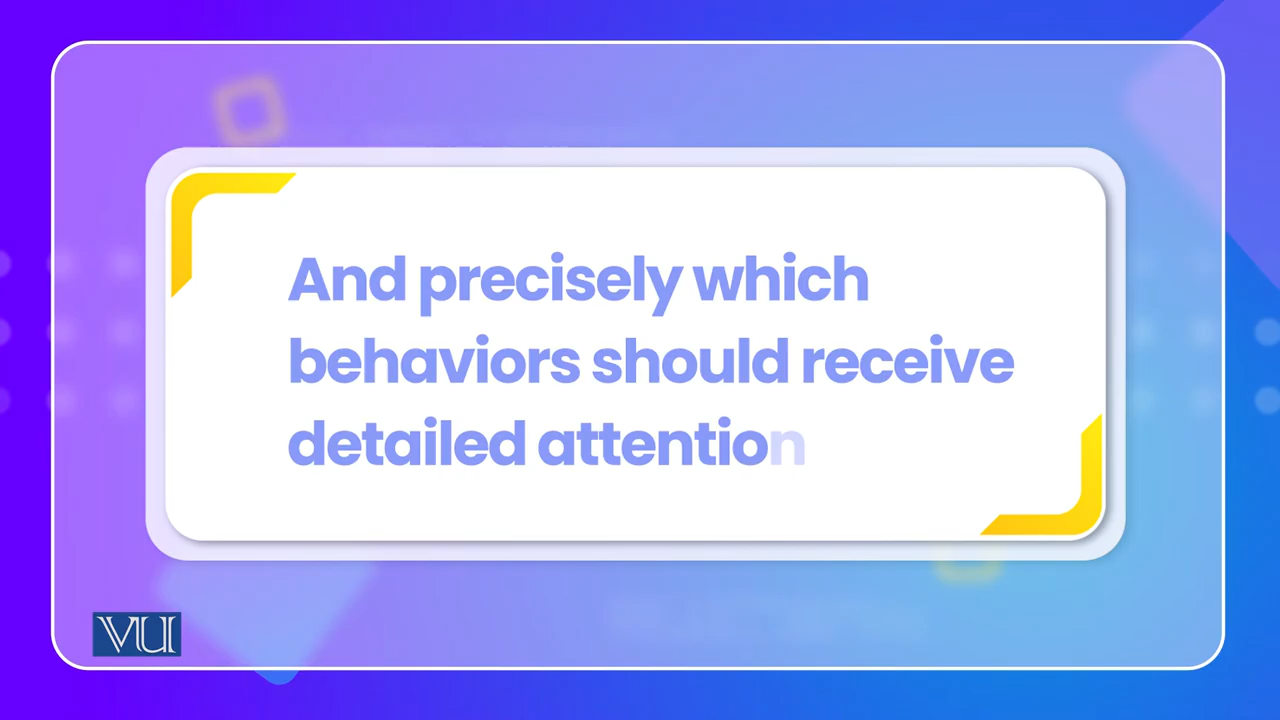 And precisely which
behaviors should receive
detailed attention
VU